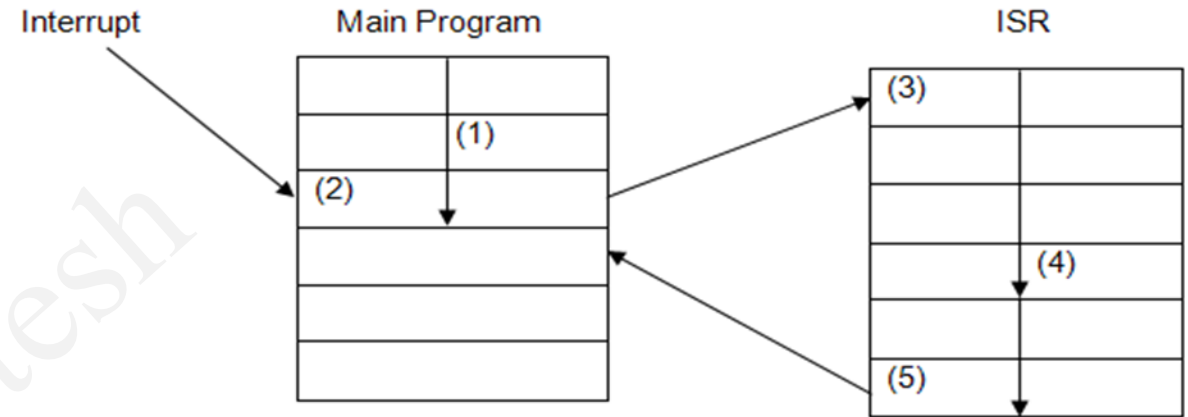 Interrupt
Main Program
ISR
(1)
(2)
(3)
(4)
(5)